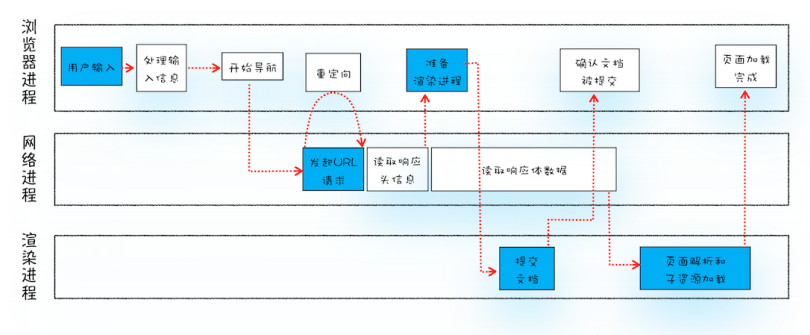 浏览器进程
用户输入
处理输
入信息
开始导航
重定向
准备
渲染进程
确认文档
被提交
页面加载
完成
网络进程
发起URL
请求
读取响应
头信息
读取响应体数据
渲染进程
提交
文档
页面解析和
子资源加载